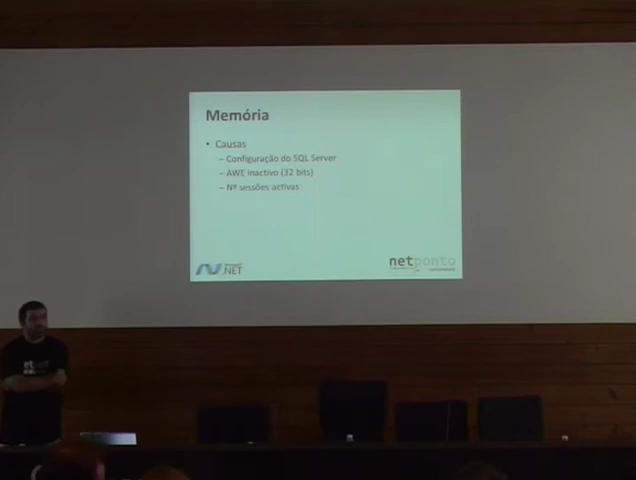 Memória
• Causas
– Configuração do SQL Server
– AWE inactivo (32 bits)
– Nº sessões activas
.NET
netponto